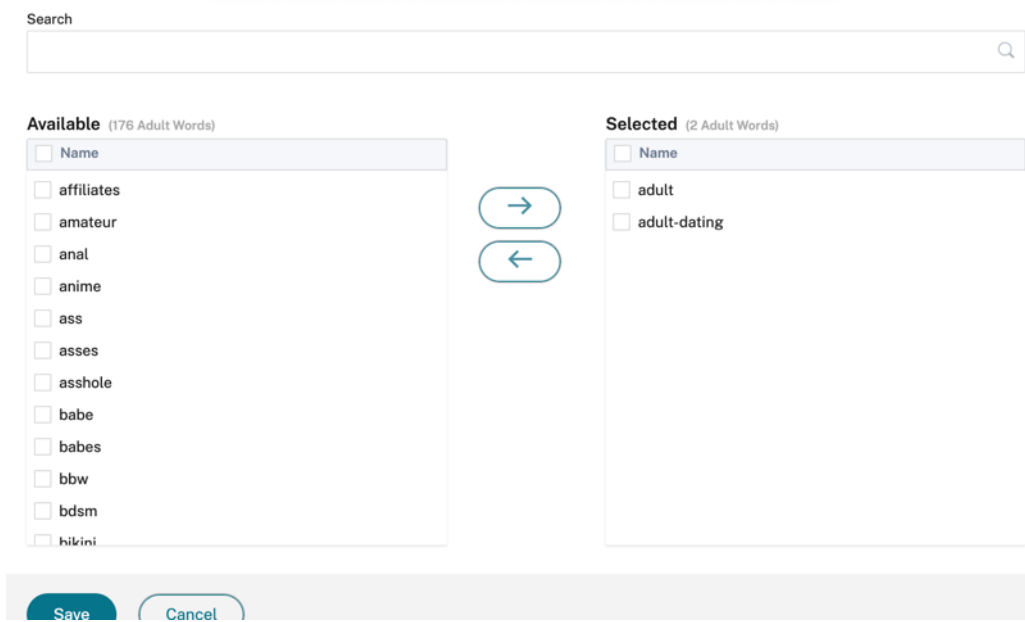 Search
Available (176 Adult Words)
Name
affiliates
amateur
anal
anime
ass
asses
asshole
babe
babes
bbw
bdsm
bikini
Selected (2 Adult Words)
Name
adult
adult-dating
Save
Cancel